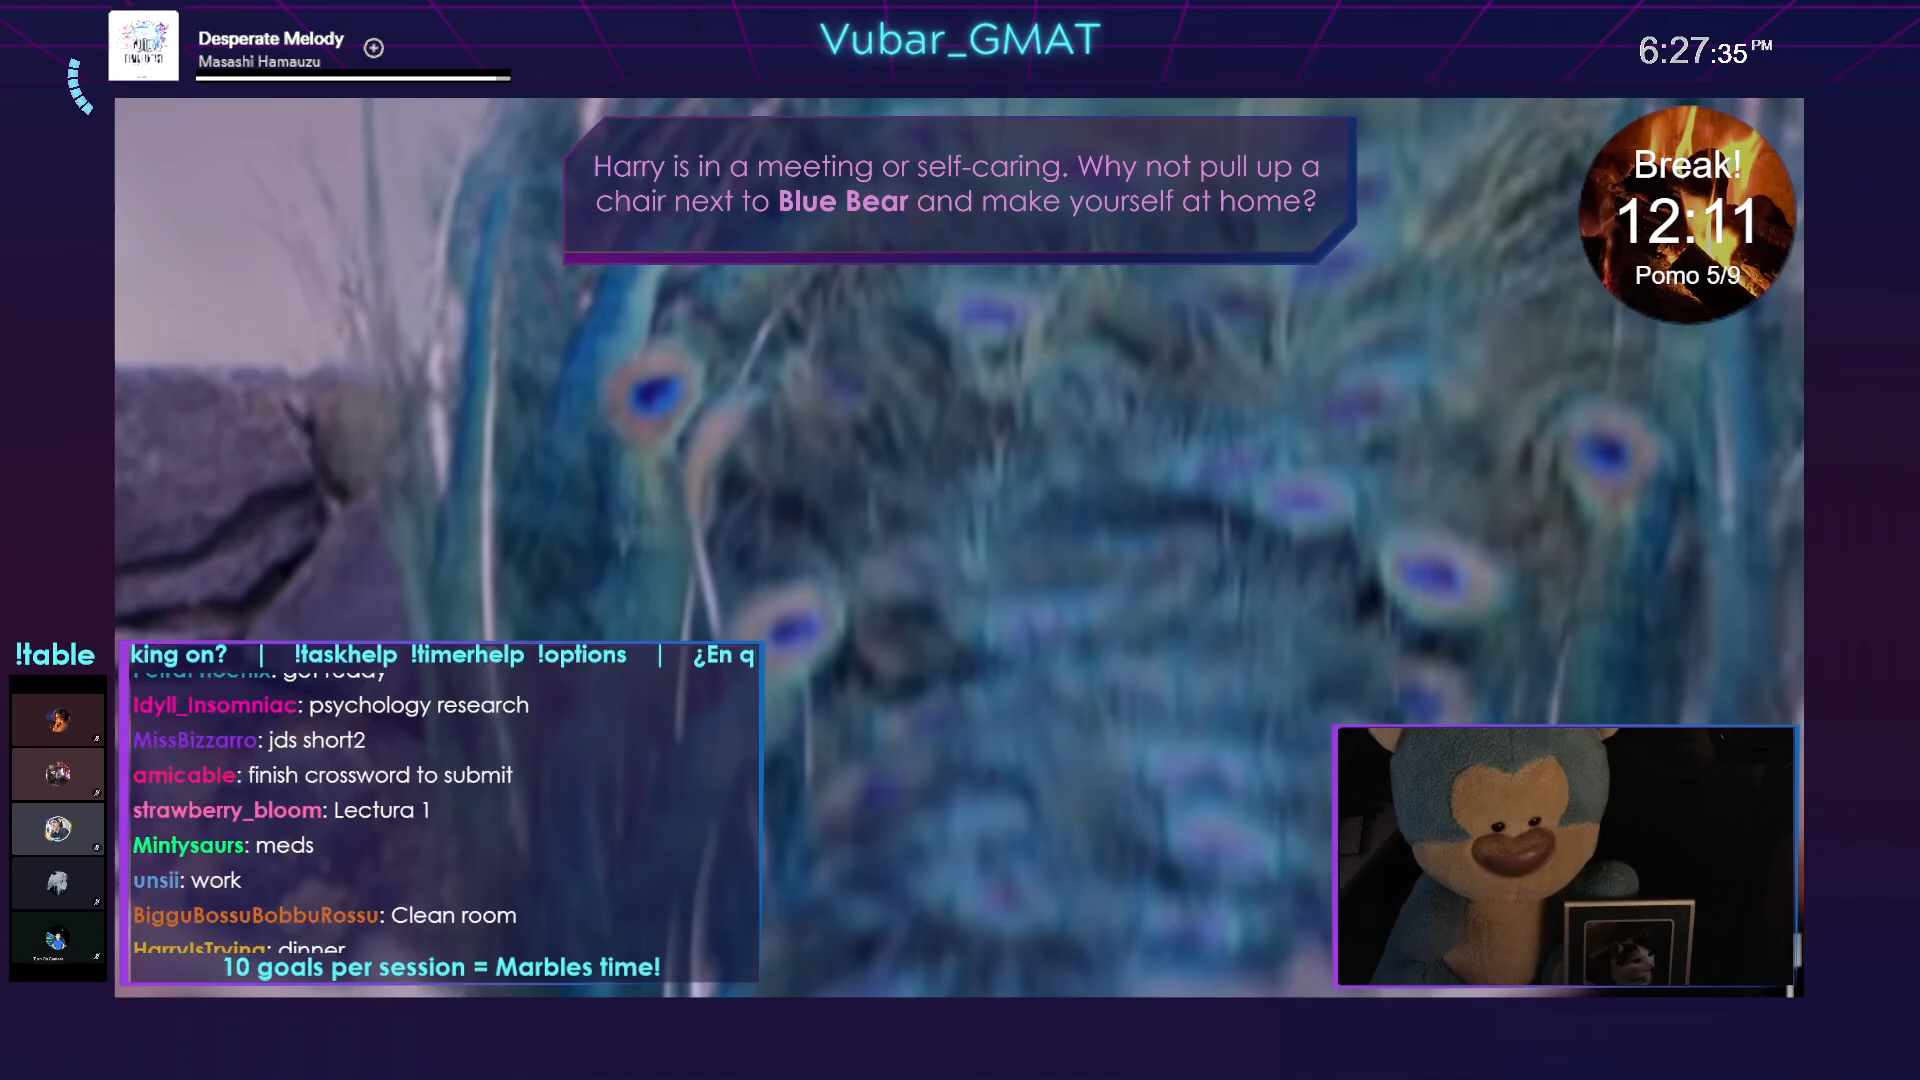 Desperate Melody
Masashi Hamauzu
Vubar_GMAT
6:27:35 PM
Harry is in a meeting or self-caring. Why not pull up a
chair next to Blue Bear and make yourself at home?
Break!
12:11
Pomo 5/9
!table
king on? | !taskhelp !timerhelp !options | ¿En q
Idyll_Insomniac: psychology research
MissBizzarro: jds short2
amicable: finish crossword to submit
strawberry_bloom: Lectura 1
Mintysaurs: meds
unsii: work
BigguBossuBobbuRossu: Clean room
HarryIsTrying: dinner
10 goals per session = Marbles time!